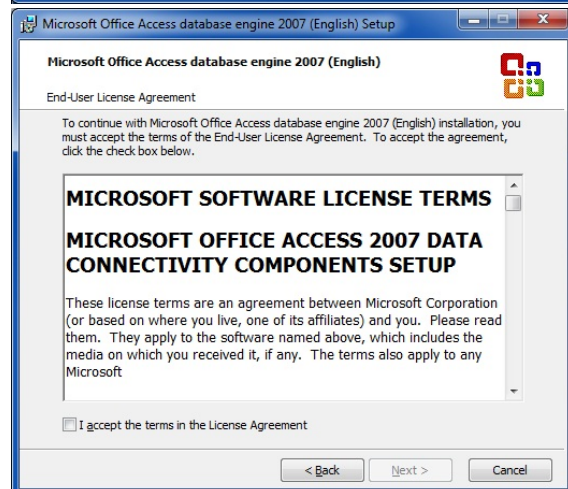 Microsoft Office Access database engine 2007 (English) Setup
Microsoft Office Access database engine 2007 (English)
End-User License Agreement
To continue with Microsoft Office Access database engine 2007 (English) installation, you
must accept the terms of the End-User License Agreement. To accept the agreement,
click the check box below.
MICROSOFT SOFTWARE LICENSE TERMS
MICROSOFT OFFICE ACCESS 2007 DATA
CONNECTIVITY COMPONENTS SETUP
These license terms are an agreement between Microsoft Corporation
(or based on where you live, one of its affiliates) and you. Please read
them. They apply to the software named above, which includes the
media on which you received it, if any. The terms also apply to any
Microsoft
I accept the terms in the License Agreement
< Back Next > Cancel